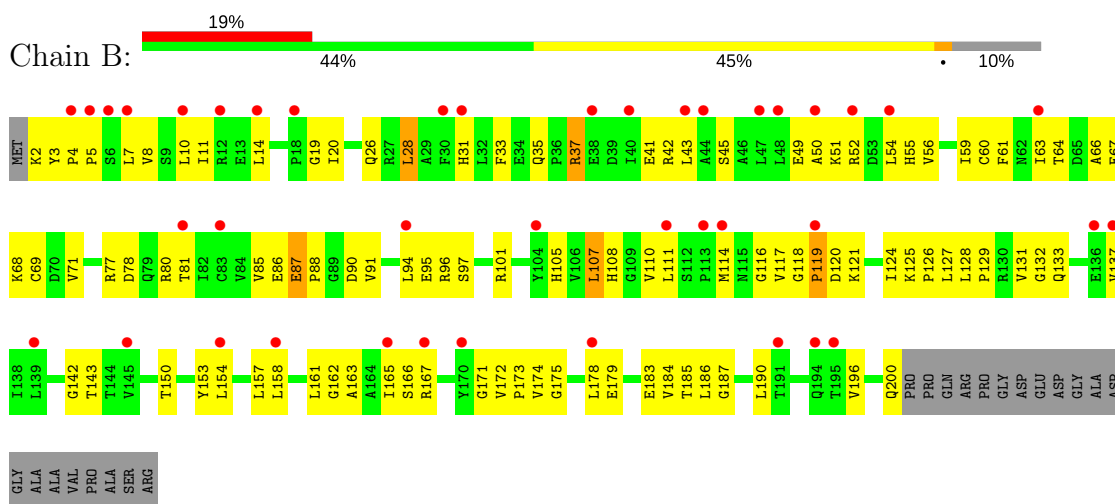 19%
Chain B:
44% 45% • 10%
MET K2 Y3 P4 P5 S6 L7 V8 S9 L10 I11 R12 E13 L14 P18 G19 I20 Q26 R27 L28 A29 F30 H31 L32 F33 E34 Q35 P36 R37 E38 D39 I40 E41 R42 L43 A44 S45 A46 L47 L48 E49 A50 K51 R52 D53 L54 H55 V56 I59 C60 F61 N62 I63 T64 D65 A66 E67
K68 C69 D70 V71 R77 D78 Q79 R80 T81 I82 C83 V84 V85 E86 E87 P88 G89 D90 V91 L94 E95 R96 S97 R101 Y104 H105 V106 L107 H108 G109 V110 L111 S112 P113 M114 N115 G116 V117 G118 P119 D120 K121 I124 K125 P126 L127 L128 P129 R130 V131 G132 Q133 E136 V137
I138 L139 G142 T143 T144 V145 T150 Y153 L154 L157 L158 L161 G162 A163 A164 I165 S166 R167 Y170 G171 V172 P173 V174 G175 L178 E179 E183 V184 T185 L186 G187 L190 T191 Q194 T195 V196 Q200 PRO PRO GLN ARG PRO GLY ASP GLU ASP GLY ALA ASP
GLY ALA ALA VAL PRO ALA SER ARG